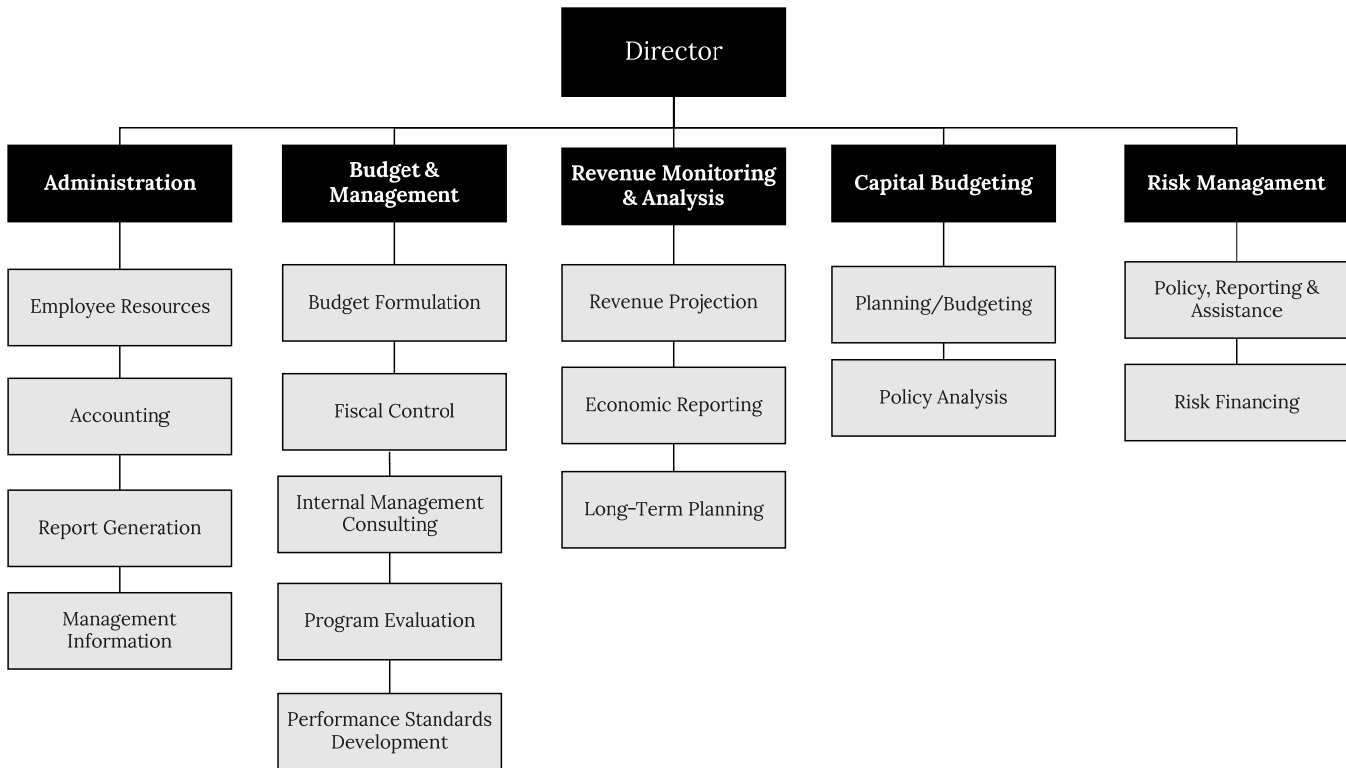 Director
Administration
Employee Resources
Accounting
Report Generation
Management
Information
Budget &
Management
Budget Formulation
Fiscal Control
Internal Management
Consulting
Program Evaluation
Performance Standards
Development
Revenue Monitoring
& Analysis
Revenue Projection
Economic Reporting
Long-Term Planning
Capital Budgeting
Planning/Budgeting
Policy Analysis
Risk Managament
Policy, Reporting &
Assistance
Risk Financing